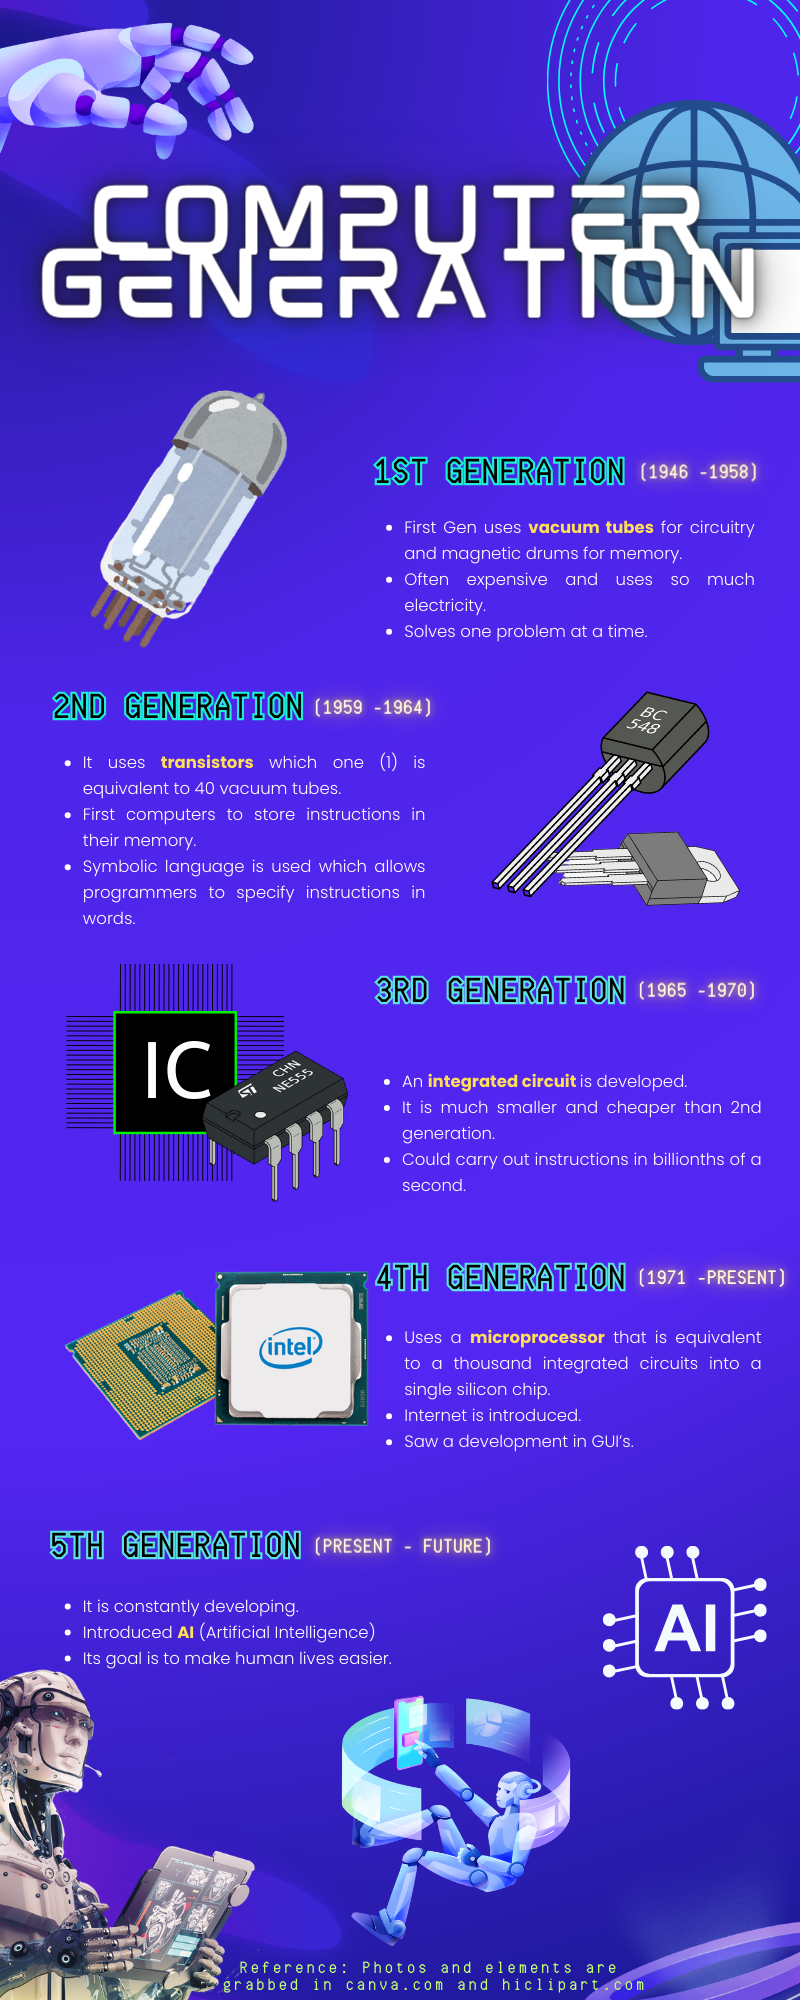 COMPUTER
GENERATION
1ST GENERATION (1946 -1958)
• First Gen uses vacuum tubes for circuitry
and magnetic drums for memory.
• Often expensive and uses so much
electricity.
• Solves one problem at a time.
2ND GENERATION (1959 -1964)
• It uses transistors which one (1) is
equivalent to 40 vacuum tubes.
• First computers to store instructions in
their memory.
• Symbolic language is used which allows
programmers to specify instructions in
words.
BC
548
3RD GENERATION (1965 -1970)
IC
CHN
NE555
ST
• An integrated circuit is developed.
• It is much smaller and cheaper than 2nd
generation.
• Could carry out instructions in billionths of a
second.
4TH GENERATION (1971 -PRESENT)
intel
• Uses a microprocessor that is equivalent
to a thousand integrated circuits into a
single silicon chip.
• Internet is introduced.
• Saw a development in GUI's.
5TH GENERATION (PRESENT - FUTURE)
• It is constantly developing.
• Introduced AI (Artificial Intelligence)
• Its goal is to make human lives easier.
AI
Reference: Photos and elements are
grabbed in canva.com and hiclipart.com